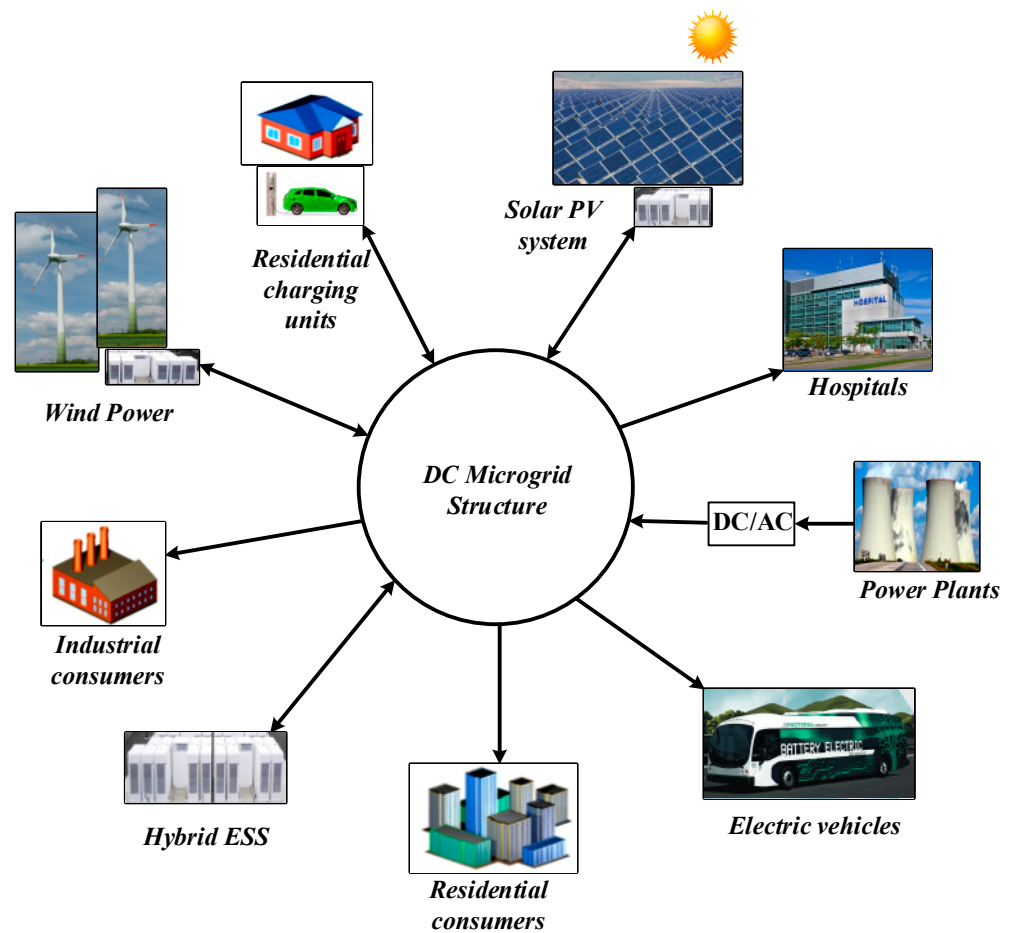 Solar PV
system
Residential
charging
units
HOSPITAL
Hospitals
Wind Power
DC Microgrid
Structure
DC/AC
Power Plants
Industrial
consumers
BATTERY ELECTRIC
Electric vehicles
Hybrid ESS
Residential
consumers